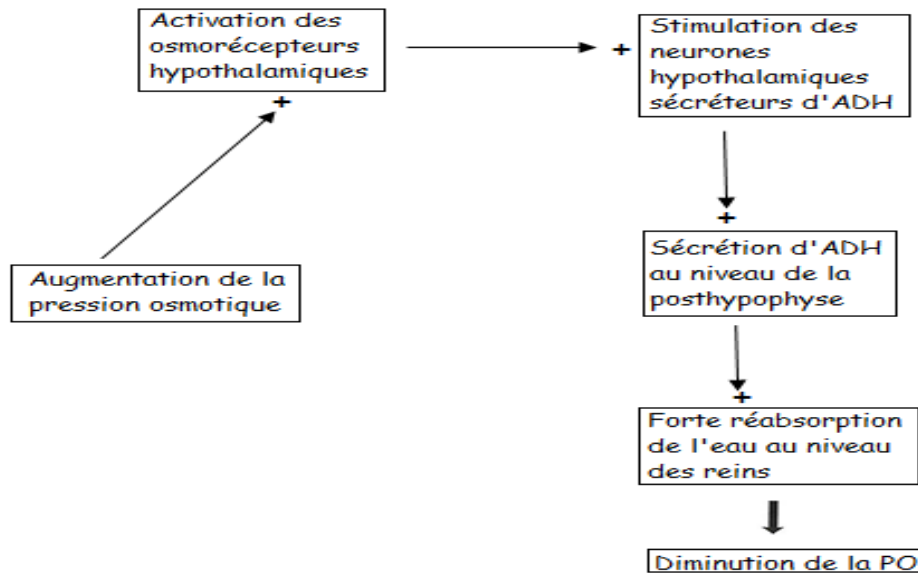 Activation des
osmorécepteurs
hypothalamiques
+
+
Stimulation des
neurones
hypothalamiques
sécréteurs d'ADH
+
Augmentation de la
pression osmotique
Sécrétion d'ADH
au niveau de la
posthypophyse
+
Forte réabsorption
de l'eau au niveau
des reins
Diminution de la PO